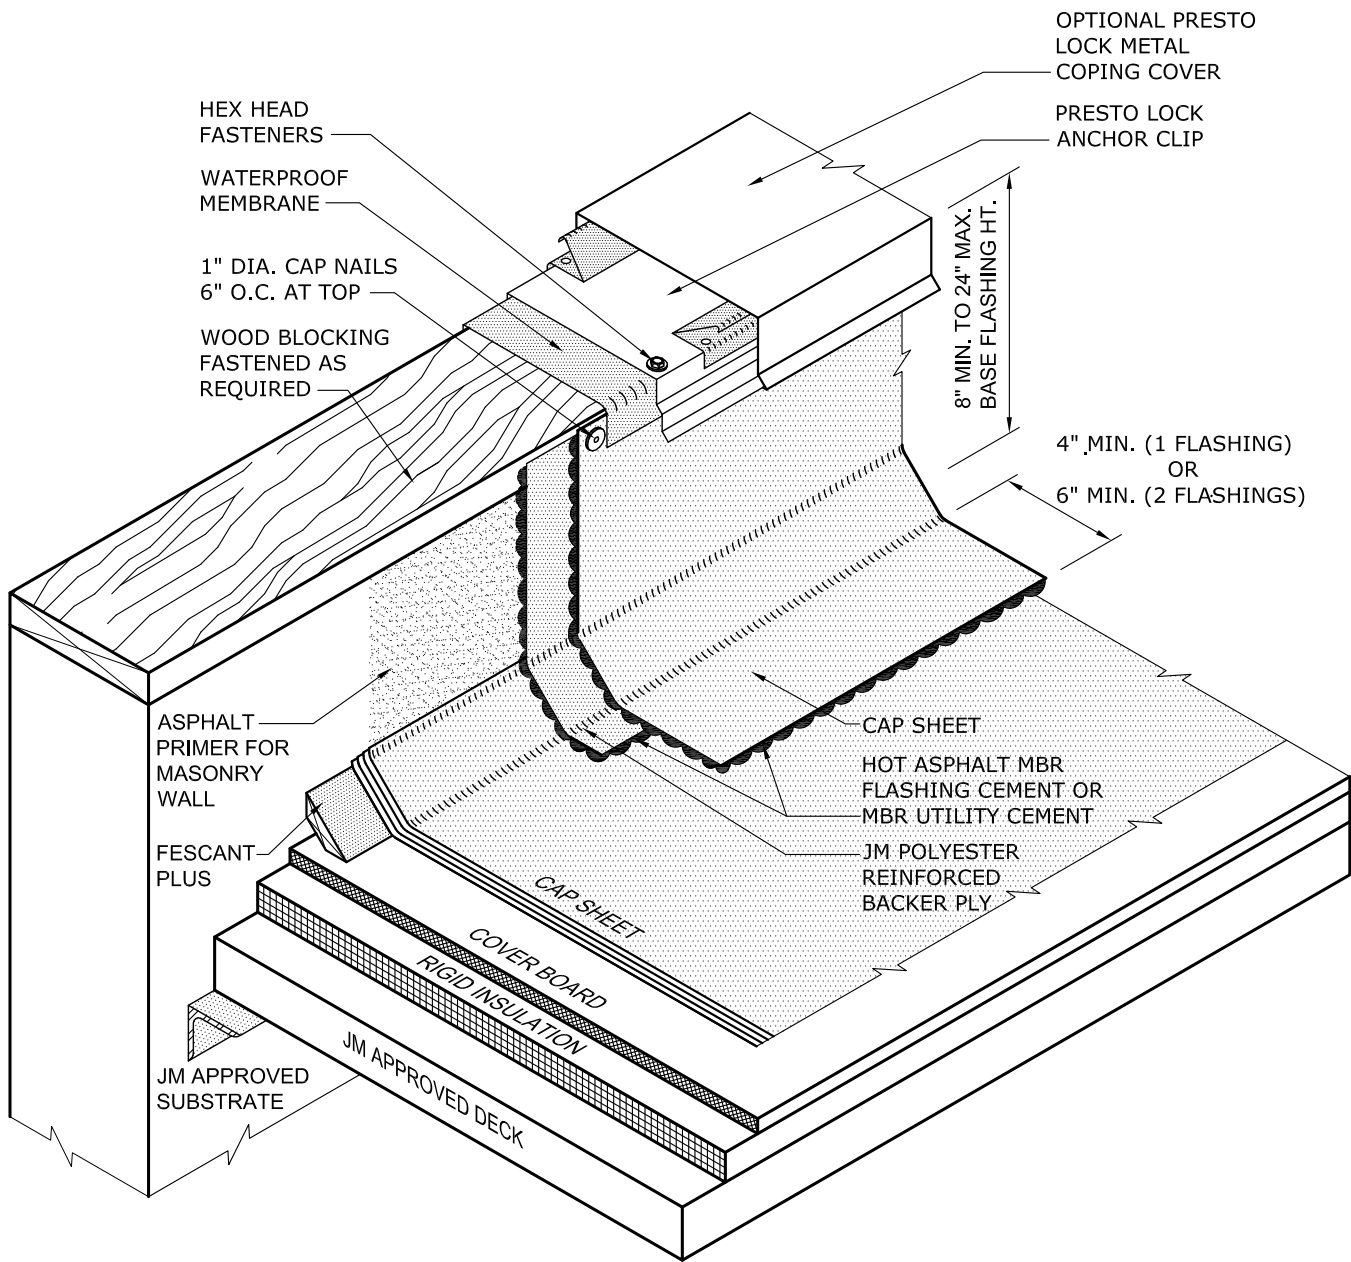 OPTIONAL PRESTO
LOCK METAL
COPING COVER
PRESTO LOCK
ANCHOR CLIP
HEX HEAD
FASTENERS
WATERPROOF
MEMBRANE
1" DIA. CAP NAILS
6" O.C. AT TOP
WOOD BLOCKING
FASTENED AS
REQUIRED
8" MIN. TO 24" MAX.
BASE FLASHING HT.
4" MIN. (1 FLASHING)
OR
6" MIN. (2 FLASHINGS)
ASPHALT
PRIMER FOR
MASONRY
WALL
FESCANT
PLUS
CAP SHEET
HOT ASPHALT MBR
FLASHING CEMENT OR
MBR UTILITY CEMENT
JM POLYESTER
REINFORCED
BACKER PLY
CAP SHEET
COVER BOARD
RIGID INSULATION
JM APPROVED DECK
JM APPROVED
SUBSTRATE